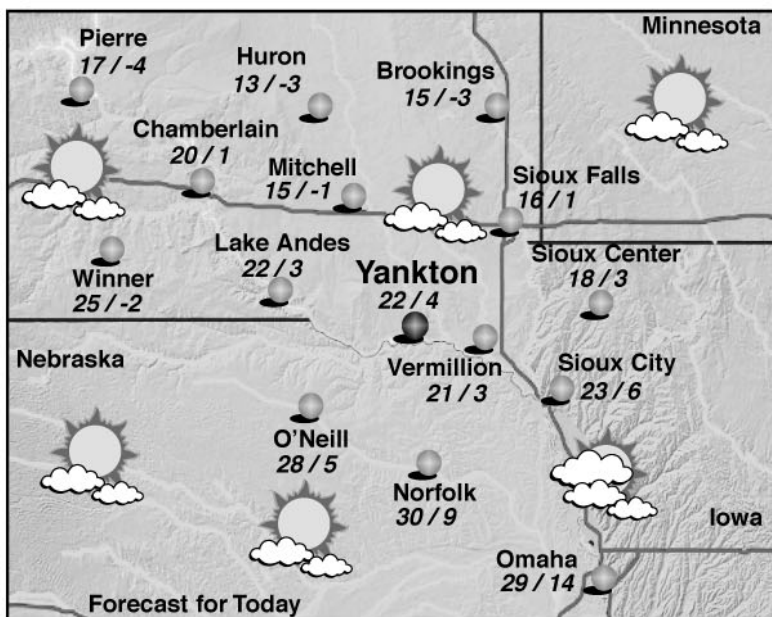 Minnesota
Pierre
17 / -4
Huron
13 / -3
Brookings
15 / -3
Chamberlain
20 / 1
Mitchell
15 / -1
Sioux Falls
16 / 1
Winner
25 / -2
Lake Andes
22 / 3
Yankton
22 / 4
Sioux Center
18 / 3
Nebraska
Vermillion
21 / 3
Sioux City
23 / 6
O'Neill
28 / 5
Norfolk
30 / 9
Iowa
Omaha
29 / 14
Forecast for Today